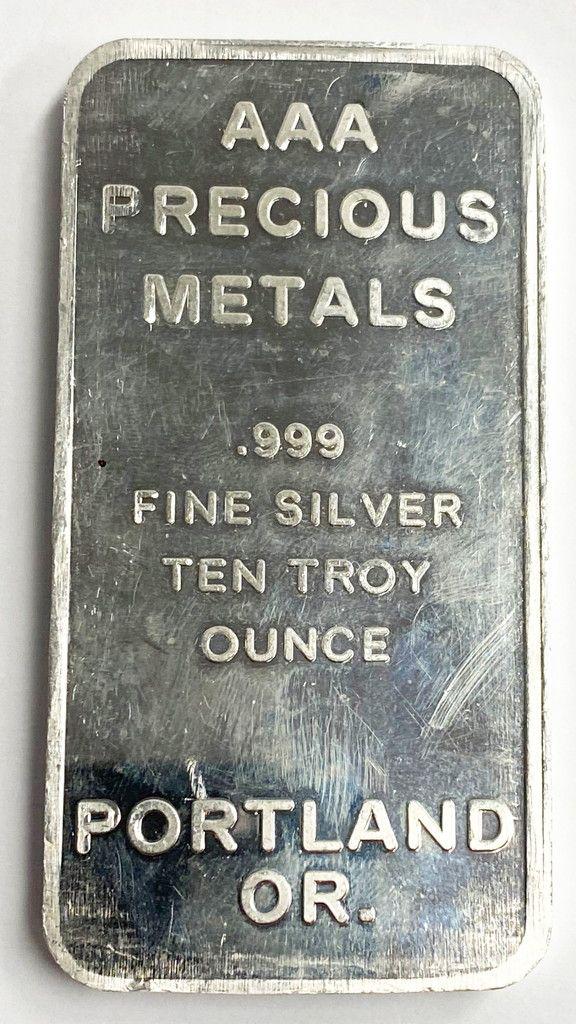 AAA
PRECIOUS
METALS
.999
FINE SILVER
TEN TROY
OUNCE
PORTLAND
OR.